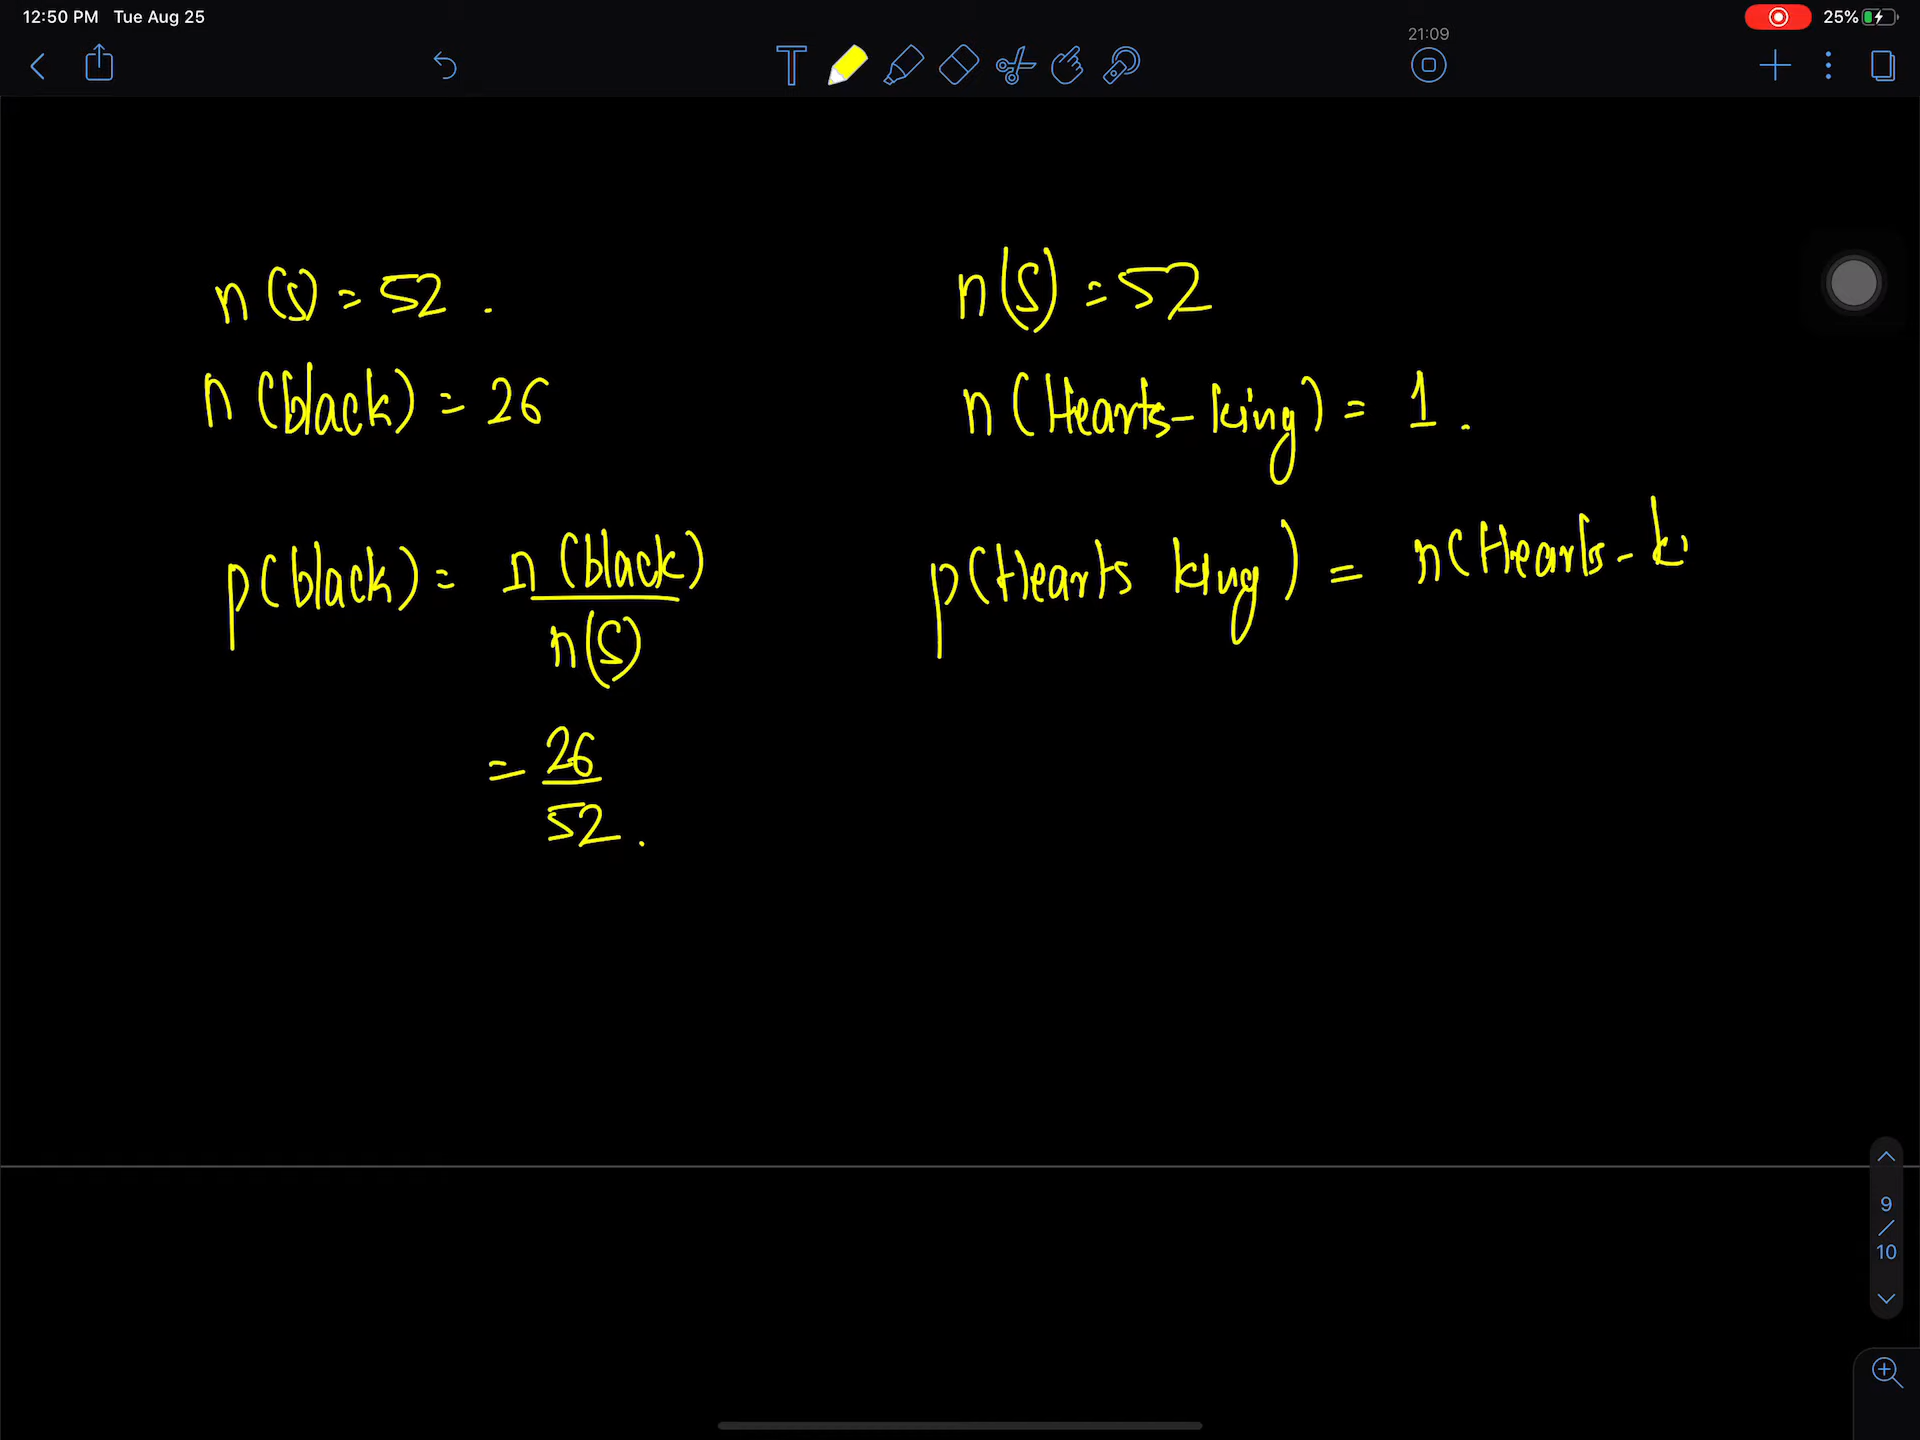 12:50 PM Tue Aug 25
25%
21:09
n(s) = 52 .
n(black) = 26
p(black) = n(black)
n(S)
= 26
52 .
n(S) = 52
n(Hearts-king) = 1 .
p(Hearts king) = n(Hearts-ki
9
/
10